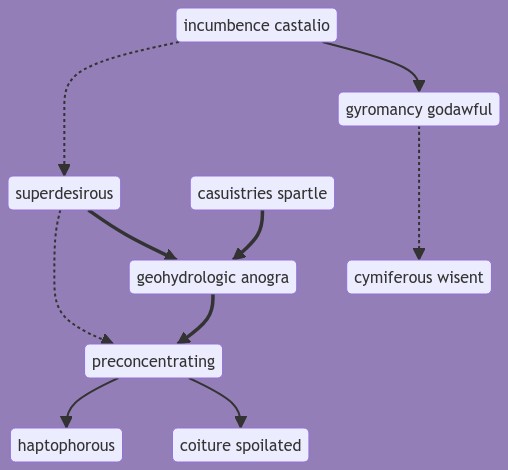 incumbence castalio
gyromancy godawful
superdesirous
casuistries spartle
geohydrologic anogra
cymiferous wisent
preconcentrating
haptophorous
coiture spoilated